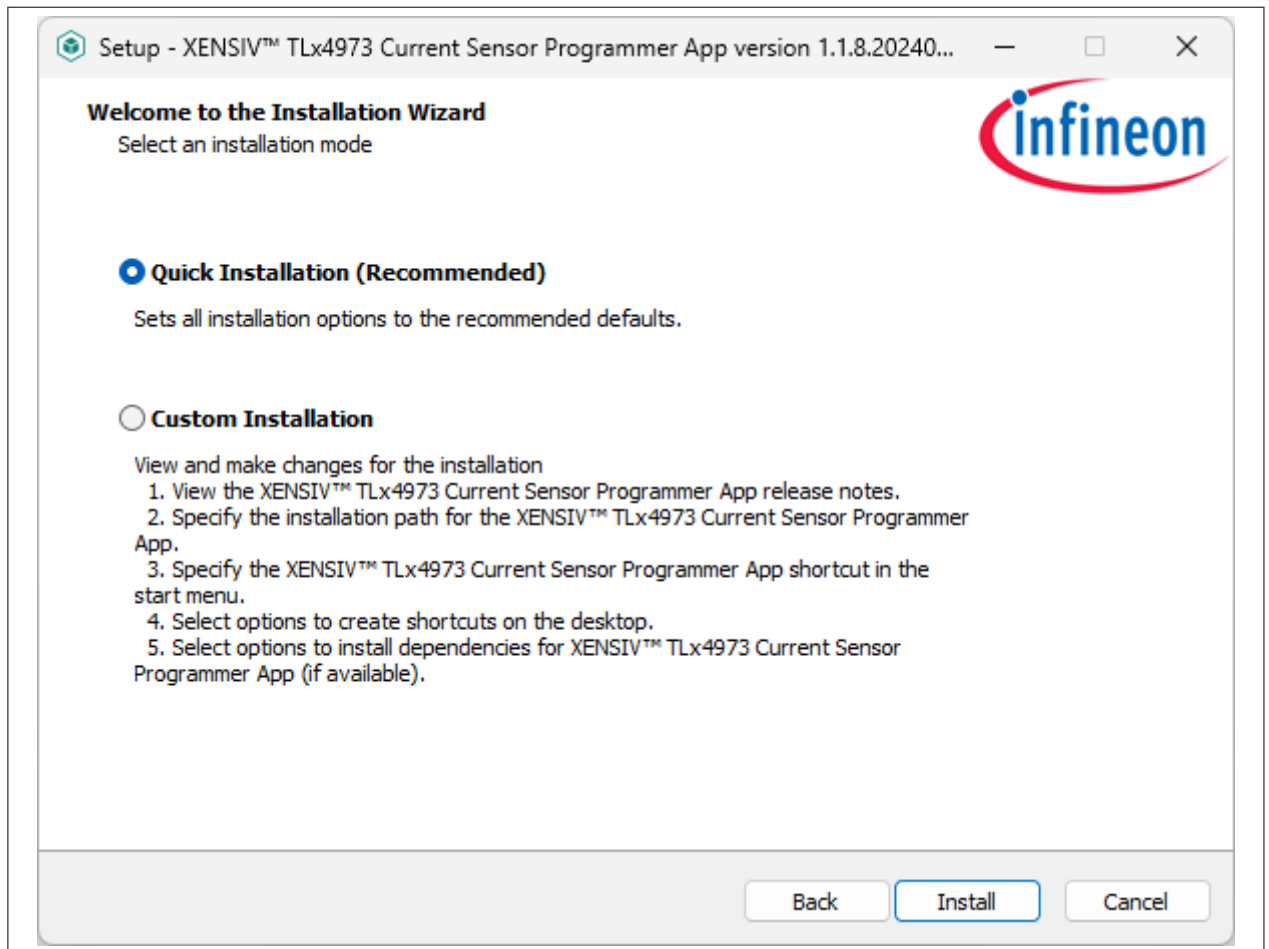 Setup - XENSIV™ TLx4973 Current Sensor Programmer App version 1.1.8.20240...
Welcome to the Installation Wizard
Select an installation mode
infineon
Quick Installation (Recommended)
Sets all installation options to the recommended defaults.
Custom Installation
View and make changes for the installation
1. View the XENSIV™ TLx4973 Current Sensor Programmer App release notes.
2. Specify the installation path for the XENSIV™ TLx4973 Current Sensor Programmer
App.
3. Specify the XENSIV™ TLx4973 Current Sensor Programmer App shortcut in the
start menu.
4. Select options to create shortcuts on the desktop.
5. Select options to install dependencies for XENSIV™ TLx4973 Current Sensor
Programmer App (if available).
Back Install Cancel